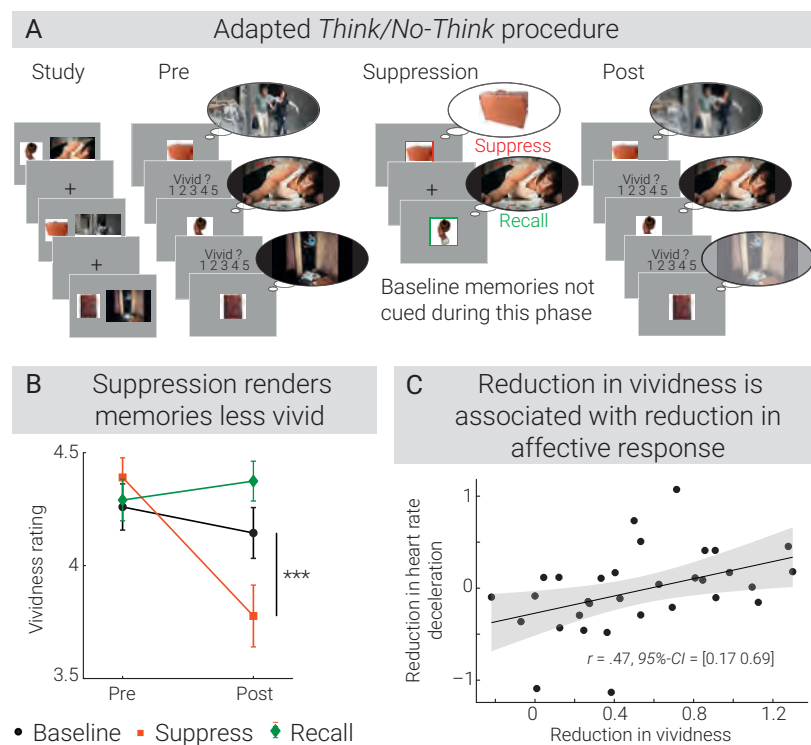 A Adapted Think/No-Think procedure
Study
Pre
Suppression
Post
+
+
Vivid ?
1 2 3 4 5
Vivid ?
1 2 3 4 5
Suppress
+
Recall
Baseline memories not
cued during this phase
Vivid ?
1 2 3 4 5
Vivid ?
1 2 3 4 5
B Suppression renders
memories less vivid
4.5
4
3.5
Vividness rating
***
Pre
Post
Baseline
Suppress
Recall
C Reduction in vividness is
associated with reduction in
affective response
1
0
−1
Reduction in heart rate
deceleration
r = .47, 95%-CI = [0.17 0.69]
0
0.4
0.8
1.2
Reduction in vividness